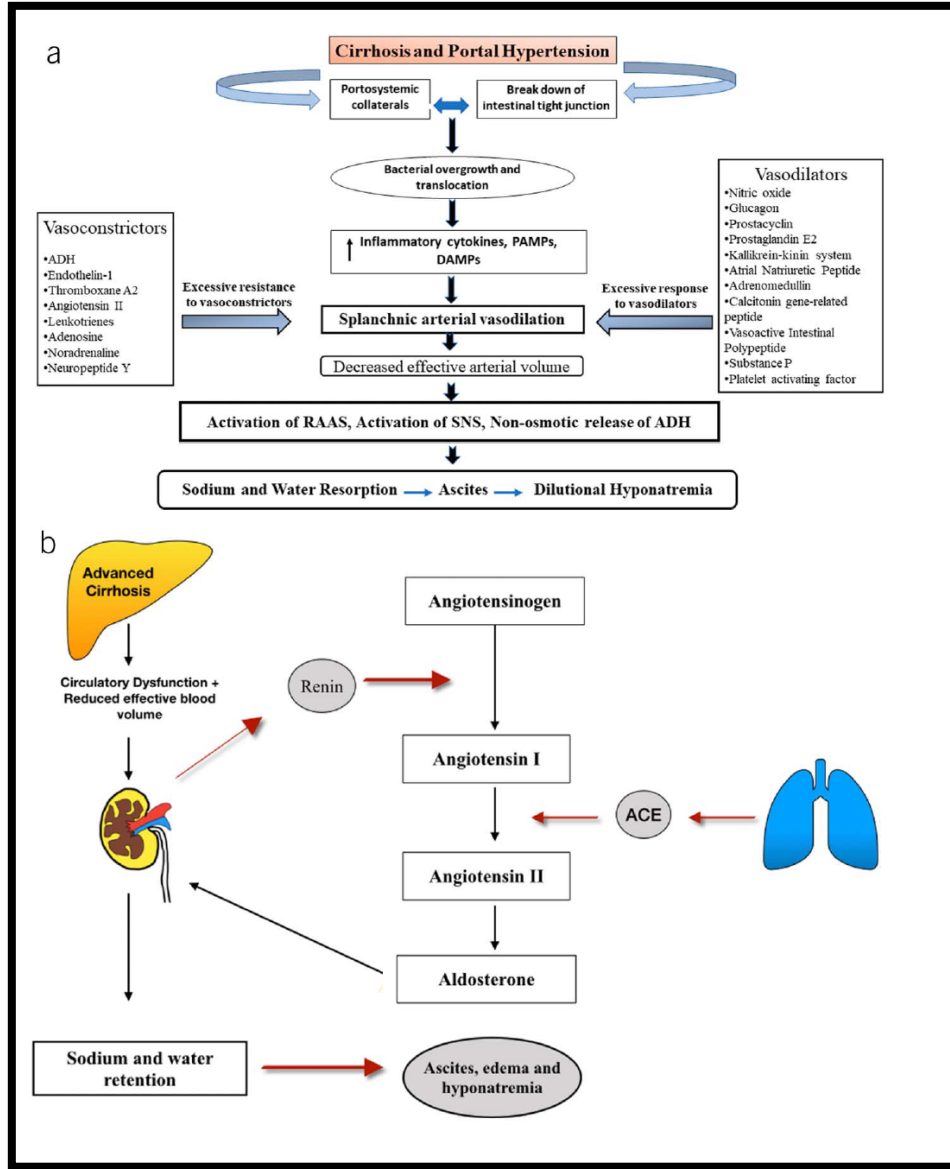 a
Cirrhosis and Portal Hypertension
Portosystemic
collaterals
Break down of
intestinal tight junction
Bacterial overgrowth and
translocation
Vasoconstrictors
•ADH
•Endothelin-1
•Thromboxane A2
•Angiotensin II
•Leukotrienes
•Adenosine
•Noradrenaline
•Neuropeptide Y
Inflammatory cytokines, PAMPs,
DAMPs
Excessive resistance
to vasoconstrictors
Splanchnic arterial vasodilation
Excessive response
to vasodilators
Vasodilators
•Nitric oxide
•Glucagon
•Prostacyclin
•Prostaglandin E2
•Kallikrein-kinin system
•Atrial Natriuretic Peptide
•Adrenomedullin
•Calcitonin gene-related
peptide
•Vasoactive Intestinal
Polypeptide
•Substance P
•Platelet activating factor
Decreased effective arterial volume
Activation of RAAS, Activation of SNS, Non-osmotic release of ADH
Sodium and Water Resorption → Ascites → Dilutional Hyponatremia
b
Advanced
Cirrhosis
Circulatory Dysfunction +
Reduced effective blood
volume
Renin
Angiotensinogen
Angiotensin I
ACE
Angiotensin II
Aldosterone
Sodium and water
retention
Ascites, edema and
hyponatremia